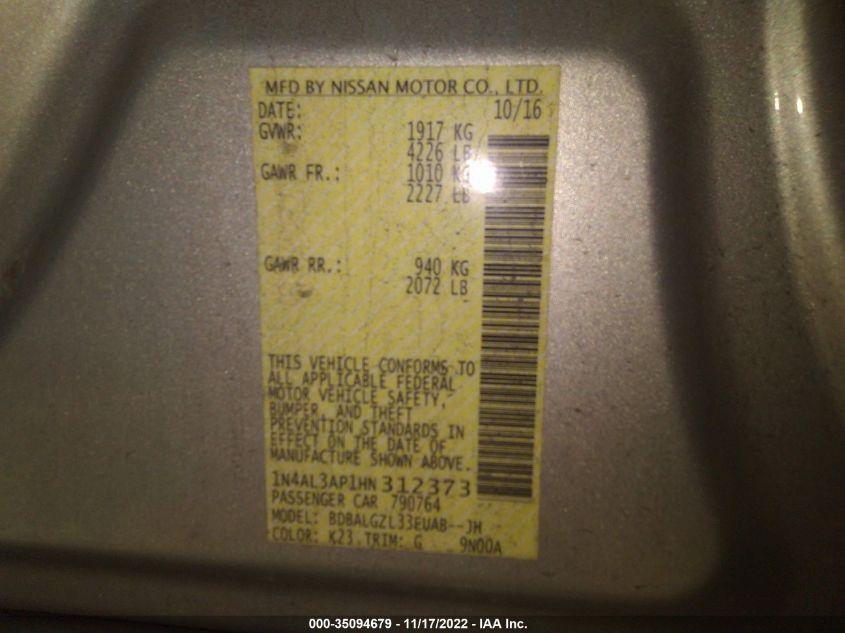 MFD BY NISSAN MOTOR CO., LTD.
DATE: 10/16
GVWR: 1917 KG
4226 LB
GAWR FR.: 1010 KG
2227 LB
GAWR RR.: 940 KG
2072 LB
THIS VEHICLE CONFORMS TO
ALL APPLICABLE FEDERAL
MOTOR VEHICLE SAFETY,
BUMPER, AND THEFT
PREVENTION STANDARDS IN
EFFECT ON THE DATE OF
MANUFACTURE SHOWN ABOVE.
1N4AL3AP1HN312373
PASSENGER CAR 790764
MODEL: BDBALGZL33EUAB--JH
COLOR: K23 TRIM: G 9N00A
000-35094679 - 11/17/2022 - IAA Inc.